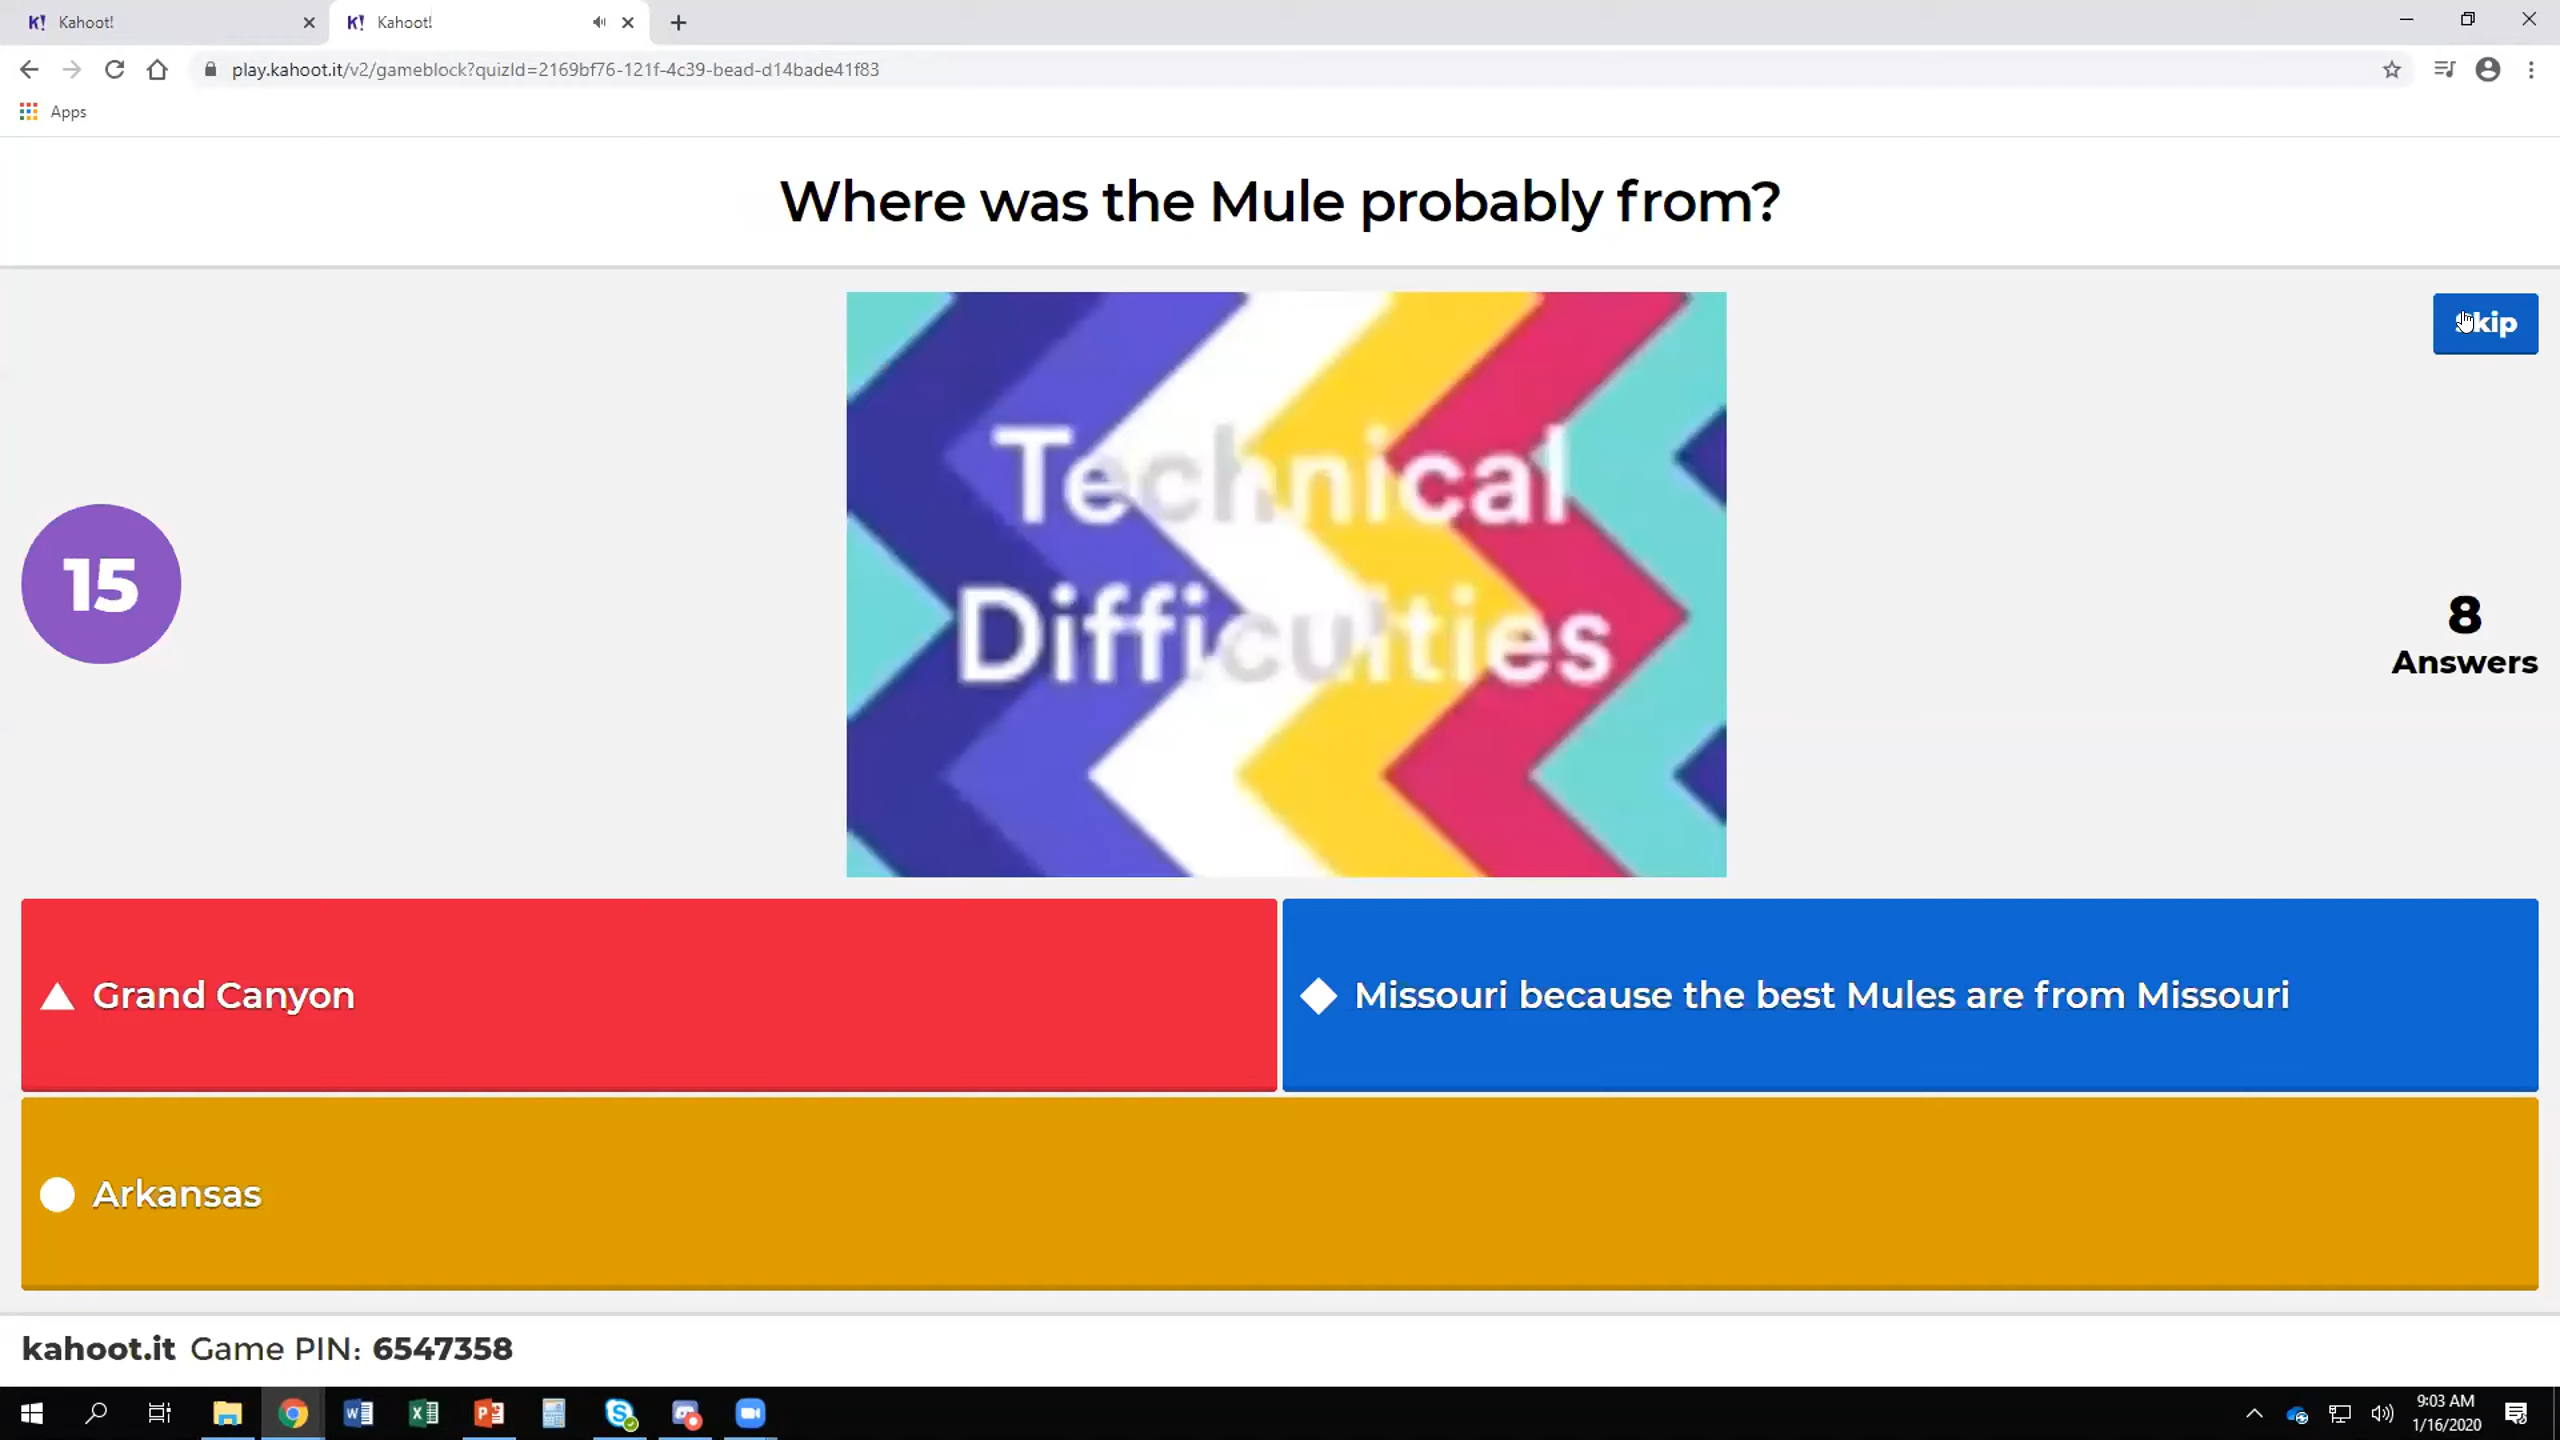 Kahoot!
Kahoot!
play.kahoot.it/v2/gameblock?quizId=2169bf76-121f-4c39-bead-d14bade41f83
Apps
Where was the Mule probably from?
Skip
Technical
Difficulties
15
8
Answers
Grand Canyon
Missouri because the best Mules are from Missouri
Arkansas
kahoot.it Game PIN: 6547358
9:03 AM
1/16/2020